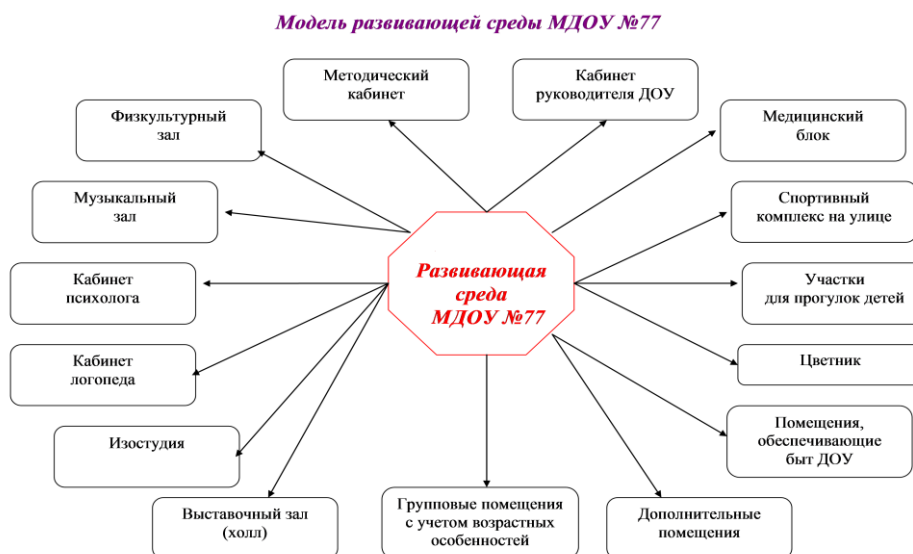 Модель развивающей среды МДОУ №77
Методический
кабинет
Кабинет
руководителя ДОУ
Физкультурный
зал
Медицинский
блок
Музыкальный
зал
Спортивный
комплекс на улице
Кабинет
психолога
Развивающая
среда
МДОУ №77
Участки
для прогулок детей
Кабинет
логопеда
Цветник
Изостудия
Помещения,
обеспечивающие
быт ДОУ
Выставочный зал
(холл)
Групповые помещения
с учетом возрастных
особенностей
Дополнительные
помещения